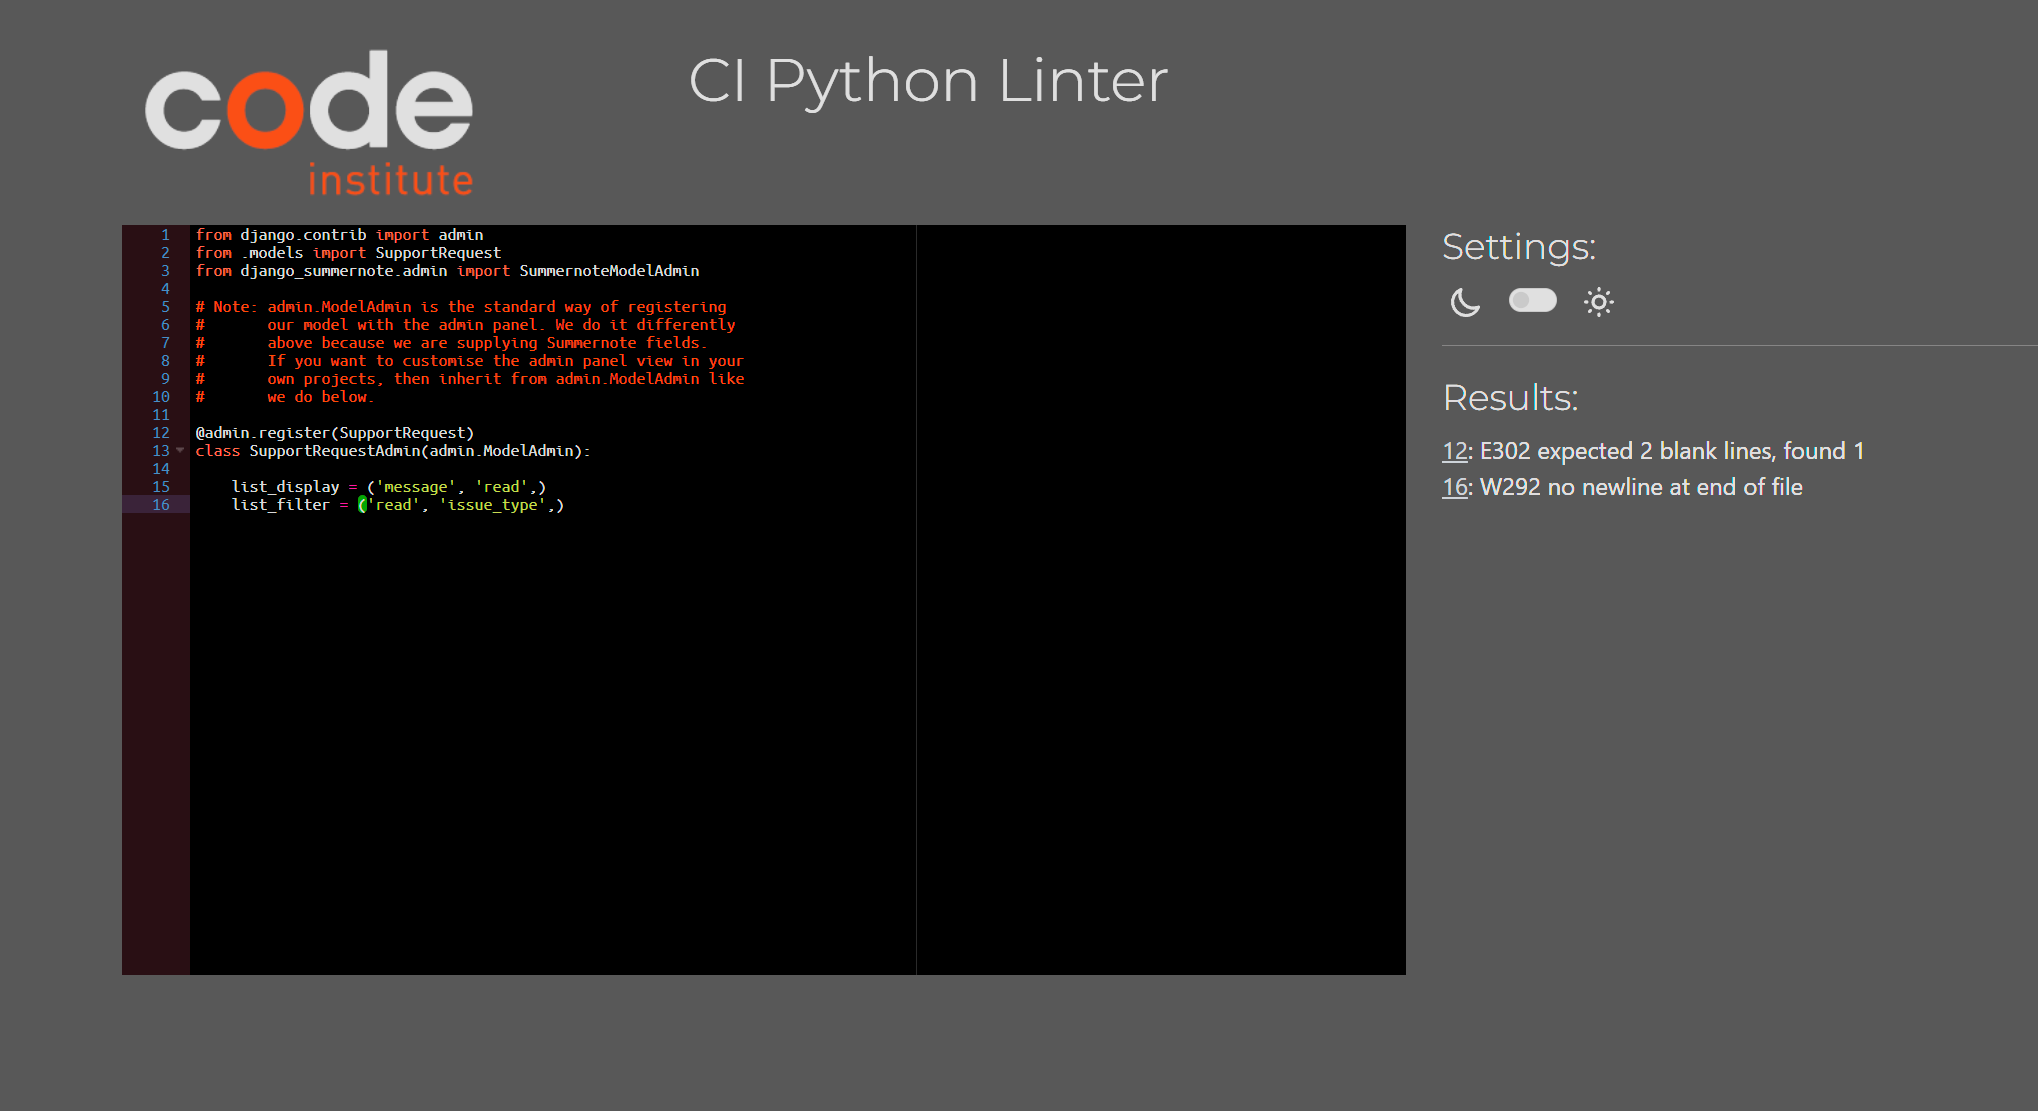 code
institute
CI Python Linter
1 from django.contrib import admin
2 from .models import SupportRequest
3 from django_summernote.admin import SummernoteModelAdmin
4
5 # Note: admin.ModelAdmin is the standard way of registering
6 #       our model with the admin panel. We do it differently
7 #       above because we are supplying Summernote fields.
8 #       If you want to customise the admin panel view in your
9 #       own projects, then inherit from admin.ModelAdmin like
10 #       we do below.
11
12 @admin.register(SupportRequest)
13 class SupportRequestAdmin(admin.ModelAdmin):
14
15     list_display = ('message', 'read',)
16     list_filter = ('read', 'issue_type',)
Settings:
Results:
12: E302 expected 2 blank lines, found 1
16: W292 no newline at end of file